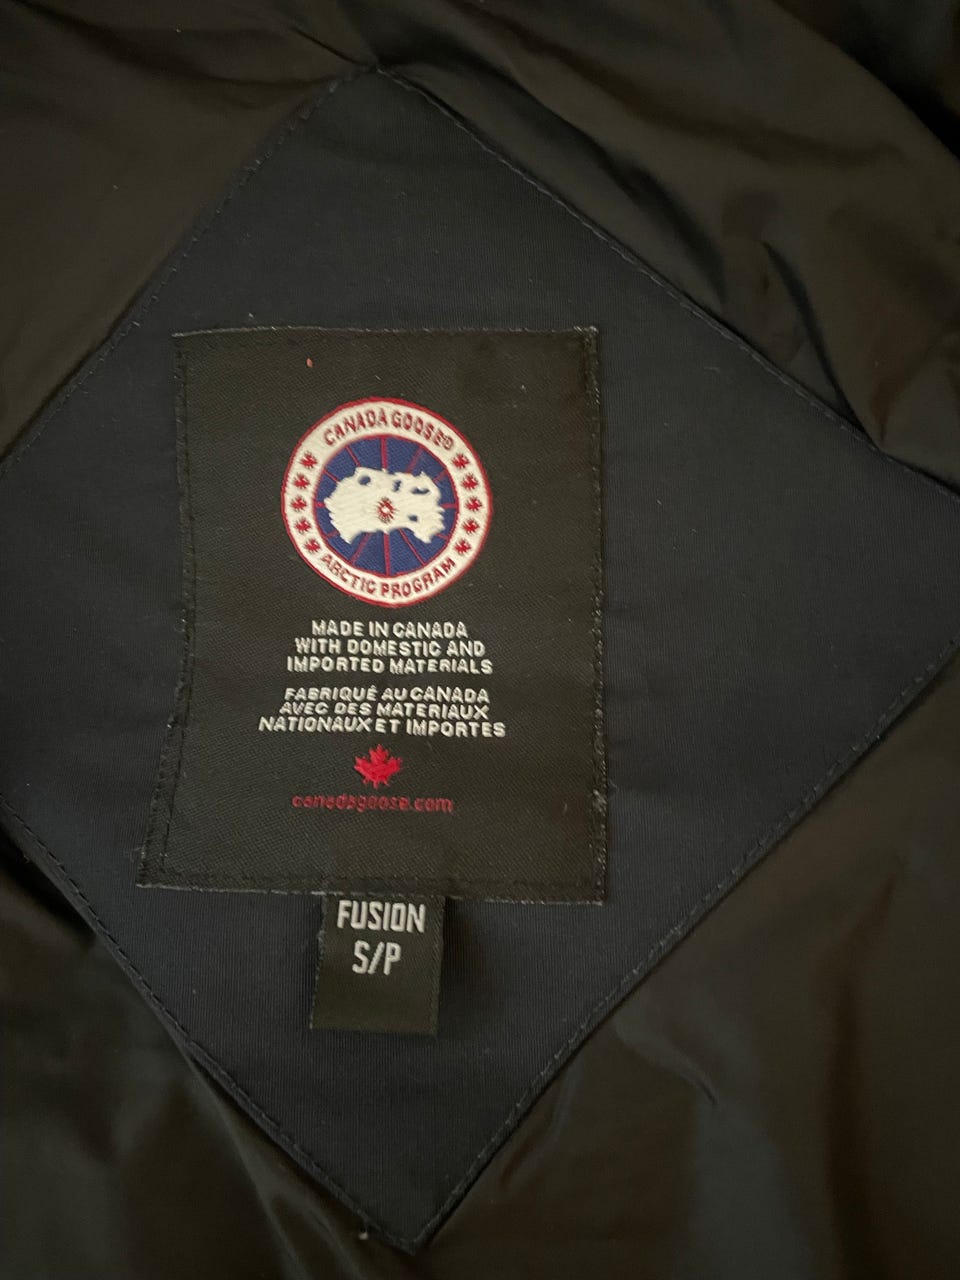 CANADA GOOSE®
ARCTIC PROGRAM
MADE IN CANADA
WITH DOMESTIC AND
IMPORTED MATERIALS
FABRIQUÉ AU CANADA
AVEC DES MATERIAUX
NATIONAUX ET IMPORTES
canadagoose.com
FUSION
S/P